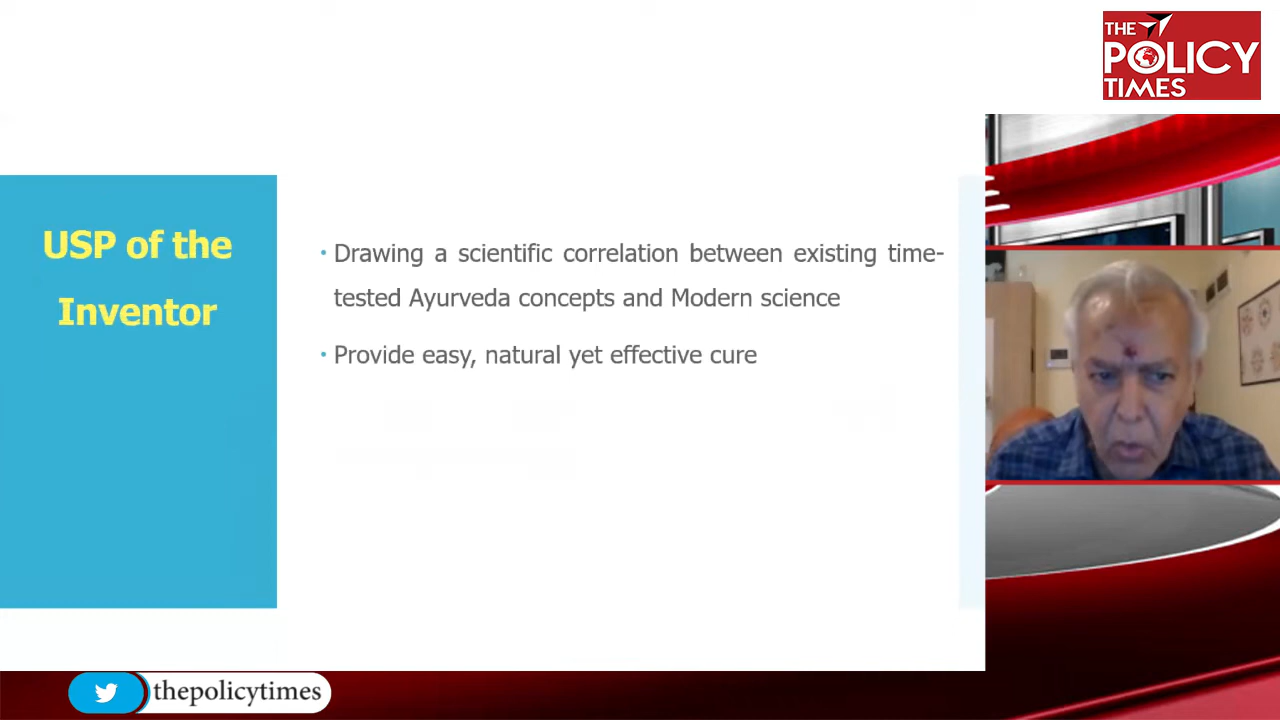 THE
POLICY
TIMES
USP of the
Inventor
• Drawing a scientific correlation between existing time-
tested Ayurveda concepts and Modern science
• Provide easy, natural yet effective cure
thepolicytimes